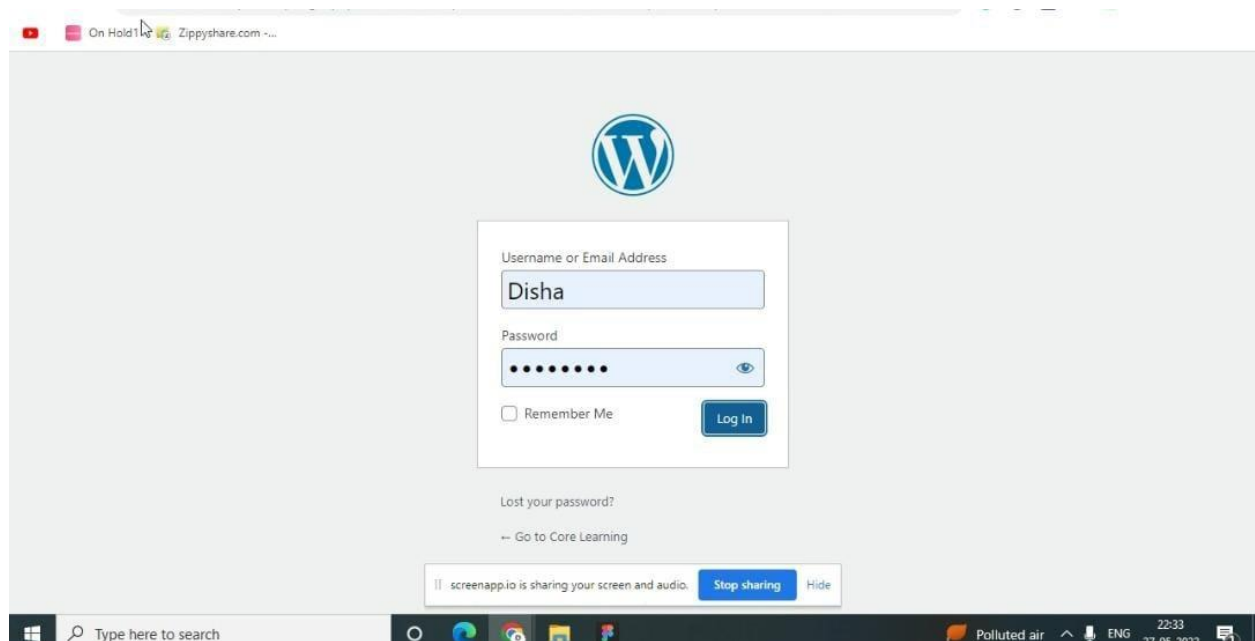 On Hold1
Zippyshare.com -...
Username or Email Address
Disha
Password
Remember Me
Log In
Lost your password?
← Go to Core Learning
screenapp.io is sharing your screen and audio.
Stop sharing
Hide
Type here to search
Polluted air
ENG
22:33